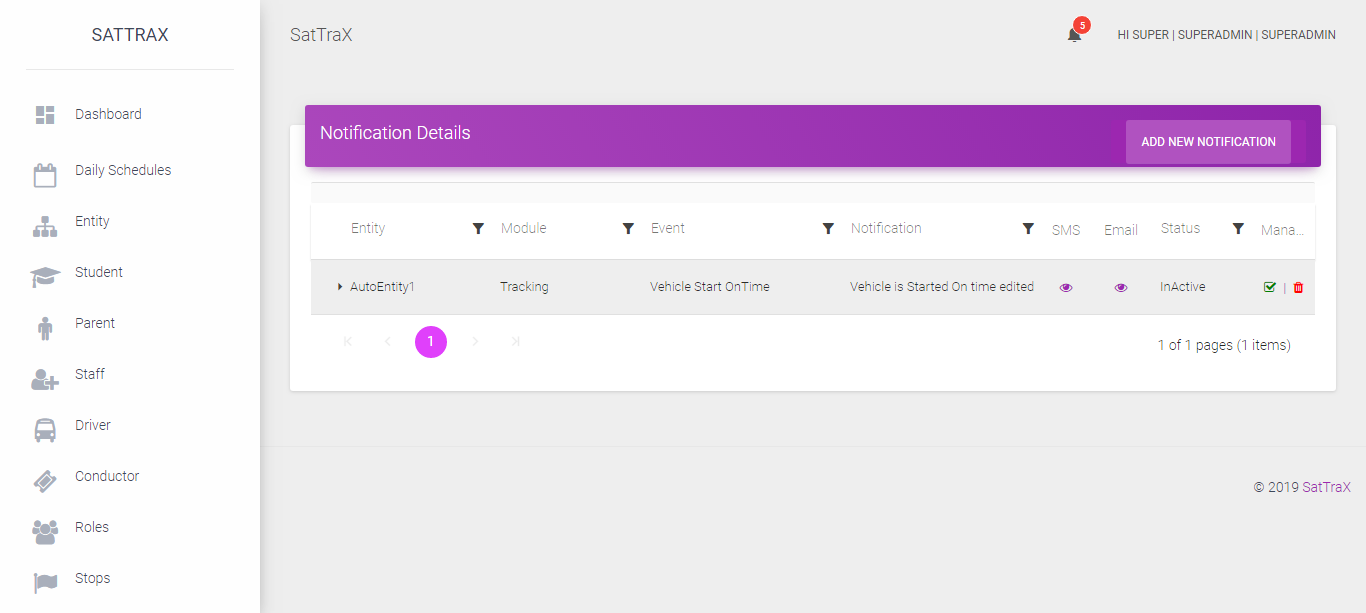 SATTRAX
Dashboard
Daily Schedules
Entity
Student
Parent
Staff
Driver
Conductor
Roles
Stops
SatTraX
5
HI SUPER | SUPERADMIN | SUPERADMIN
Notification Details
ADD NEW NOTIFICATION
Entity Module Event Notification SMS Email Status Mana...
AutoEntity1 Tracking Vehicle Start OnTime Vehicle is Started On time edited InActive |
1
1 of 1 pages (1 items)
© 2019 SatTraX